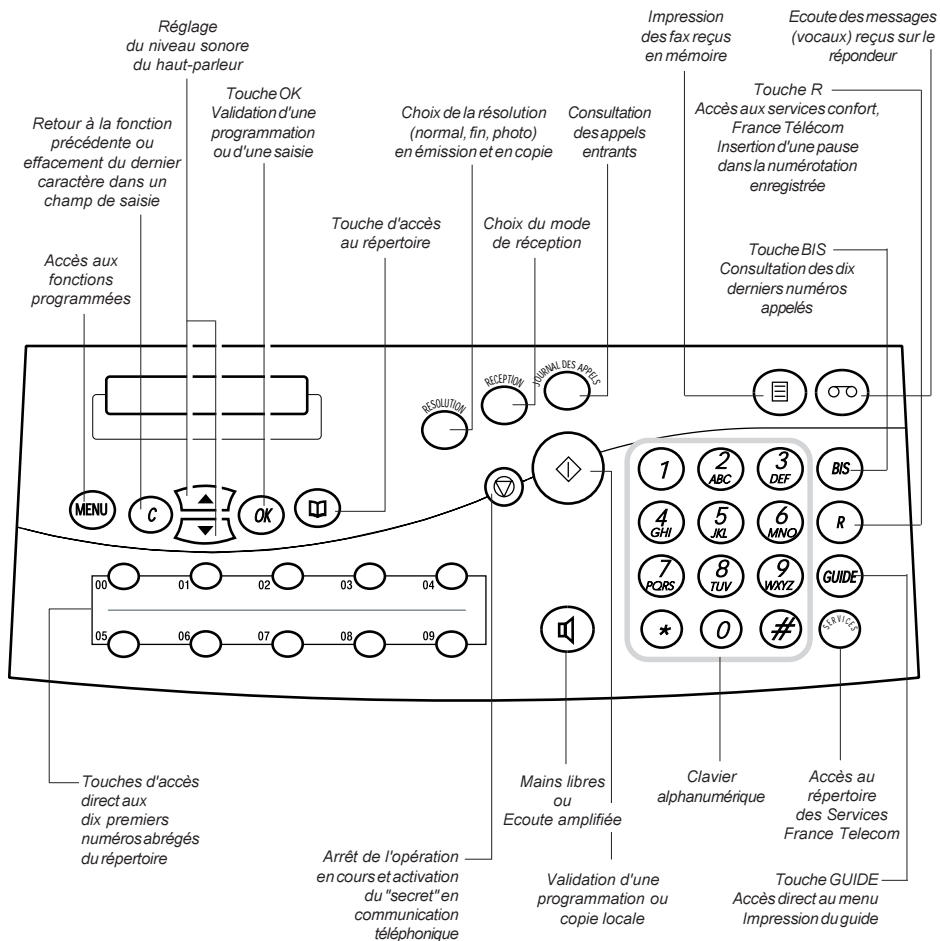 Réglage
du niveau sonore
du haut-parleur
Impression
des fax reçus
en mémoire
Ecoute des messages
(vocaux) reçus sur le
répondeur
Touche OK
Validation d'une
programmation
ou d'une saisie
Choix de la résolution
(normal, fin, photo)
en émission et en copie
Consultation
des appels
entrants
Touche R
Accès aux services confort,
France Télécom
Insertion d'une pause
dans la numérotation
enregistrée
Retour à la fonction
précédente ou
effacement du dernier
caractère dans un
champ de saisie
Touche d'accès
au répertoire
Choix du mode
de réception
Touche BIS
Consultation des dix
derniers numéros
appelés
Accès aux
fonctions
programmées
RESOLUTION
RECEPTION
JOURNAL DES APPELS
MENU
C
OK
1
2
ABC
3
DEF
BIS
4
GHI
5
JKL
6
MNO
R
7
PQRS
8
TUV
9
WXYZ
GUIDE
*
0
#
SERVICES
00
01
02
03
04
05
06
07
08
09
Touches d'accès
direct aux
dix premiers
numéros abrégés
du répertoire
Arrêt de l'opération
en cours et activation
du "secret" en
communication
téléphonique
Mains libres
ou
Ecoute amplifiée
Validation d'une
programmation ou
copie locale
Clavier
alphanumérique
Accès au
répertoire
des Services
France Telecom
Touche GUIDE
Accès direct au menu
Impression du guide